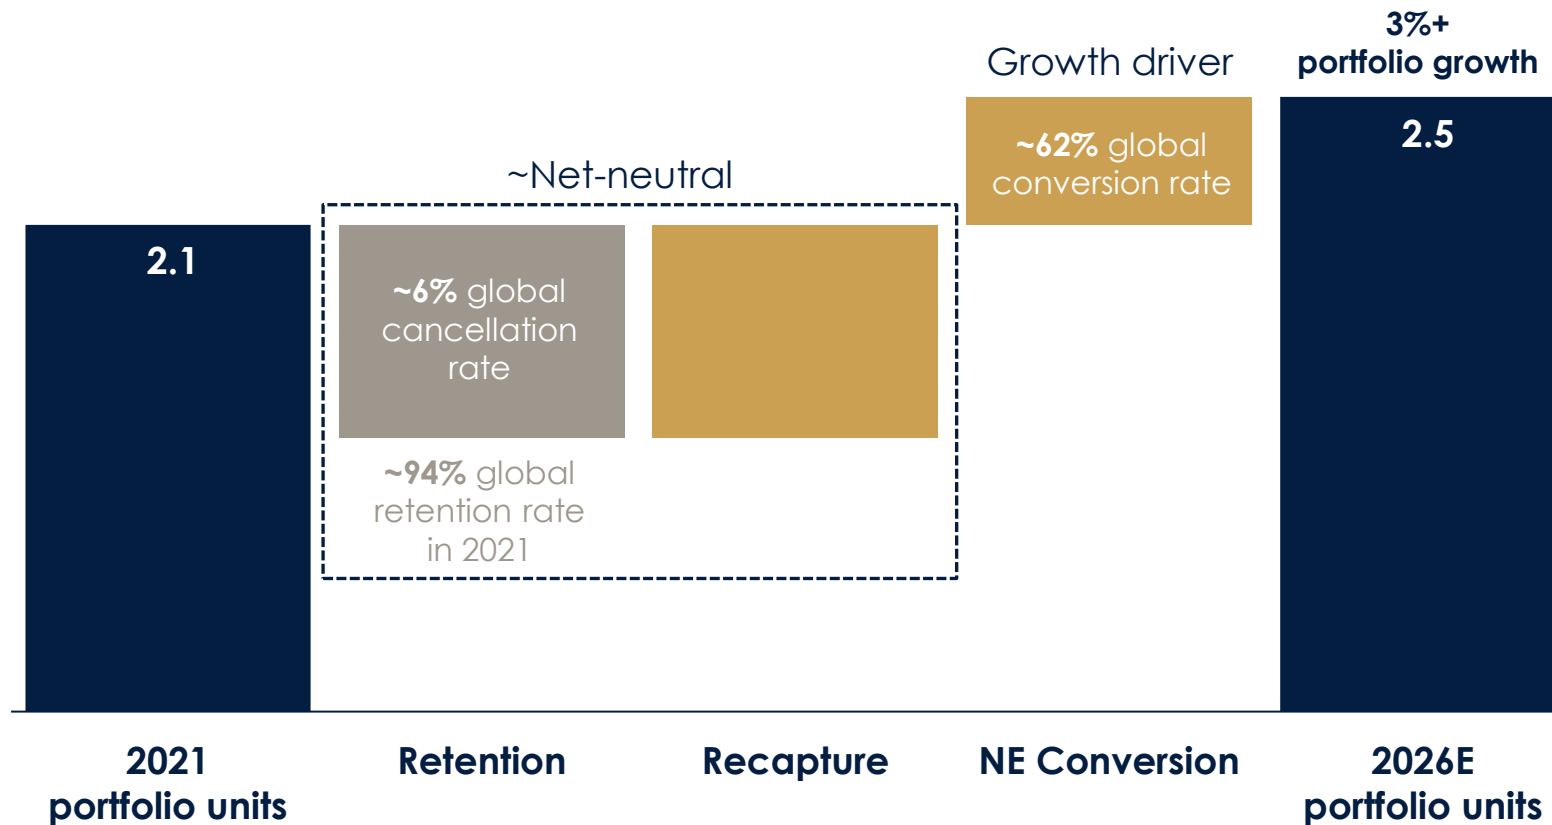 3%+
portfolio growth
Growth driver
2.5
~62% global
conversion rate
~Net-neutral
2.1
~6% global
cancellation
rate
~94% global
retention rate
in 2021
2021
portfolio units
Retention
Recapture
NE Conversion
2026E
portfolio units